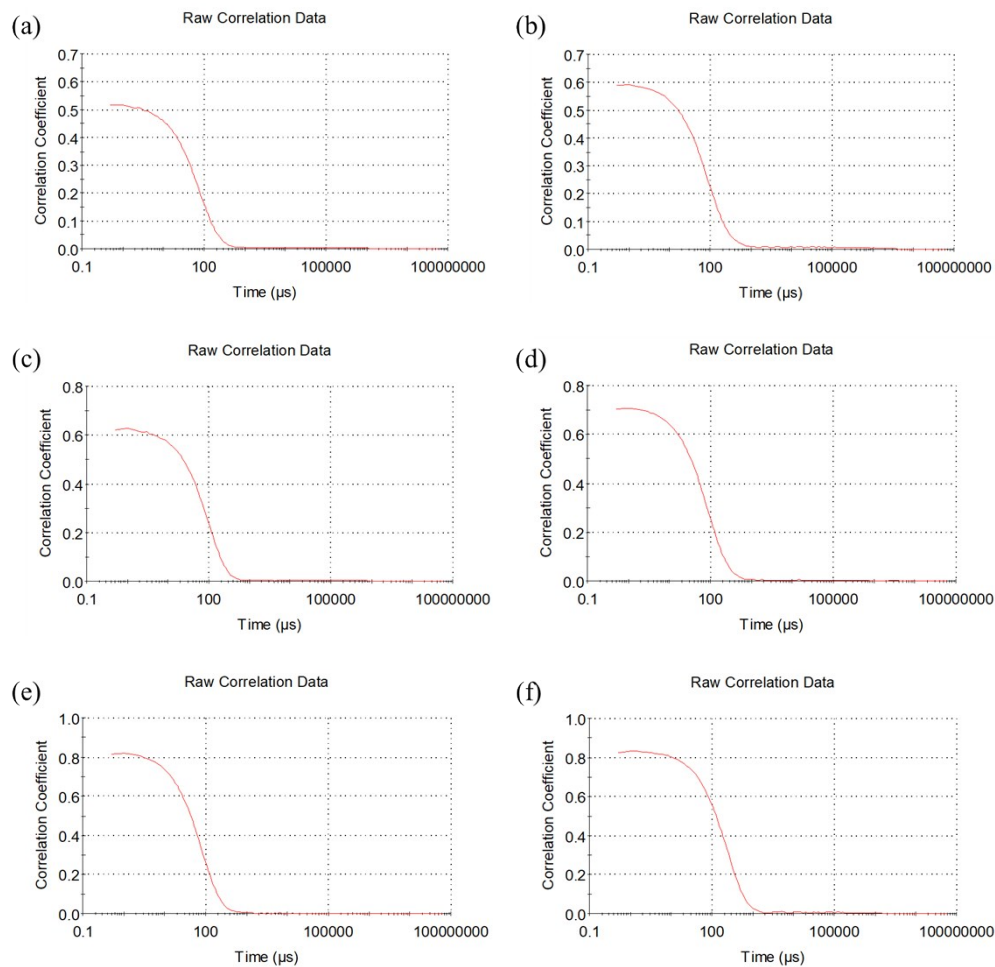 (a)
Raw Correlation Data
0.7
0.6
0.5
0.4
0.3
0.2
0.1
0.0
Correlation Coefficient
0.1 100 100000 100000000
Time (µs)
(b)
Raw Correlation Data
0.7
0.6
0.5
0.4
0.3
0.2
0.1
0.0
Correlation Coefficient
0.1 100 100000 100000000
Time (µs)
(c)
Raw Correlation Data
0.8
0.6
0.4
0.2
0.0
Correlation Coefficient
0.1 100 100000 100000000
Time (µs)
(d)
Raw Correlation Data
0.8
0.6
0.4
0.2
0.0
Correlation Coefficient
0.1 100 100000 100000000
Time (µs)
(e)
Raw Correlation Data
1.0
0.8
0.6
0.4
0.2
0.0
Correlation Coefficient
0.1 100 100000 100000000
Time (µs)
(f)
Raw Correlation Data
1.0
0.8
0.6
0.4
0.2
0.0
Correlation Coefficient
0.1 100 100000 100000000
Time (µs)